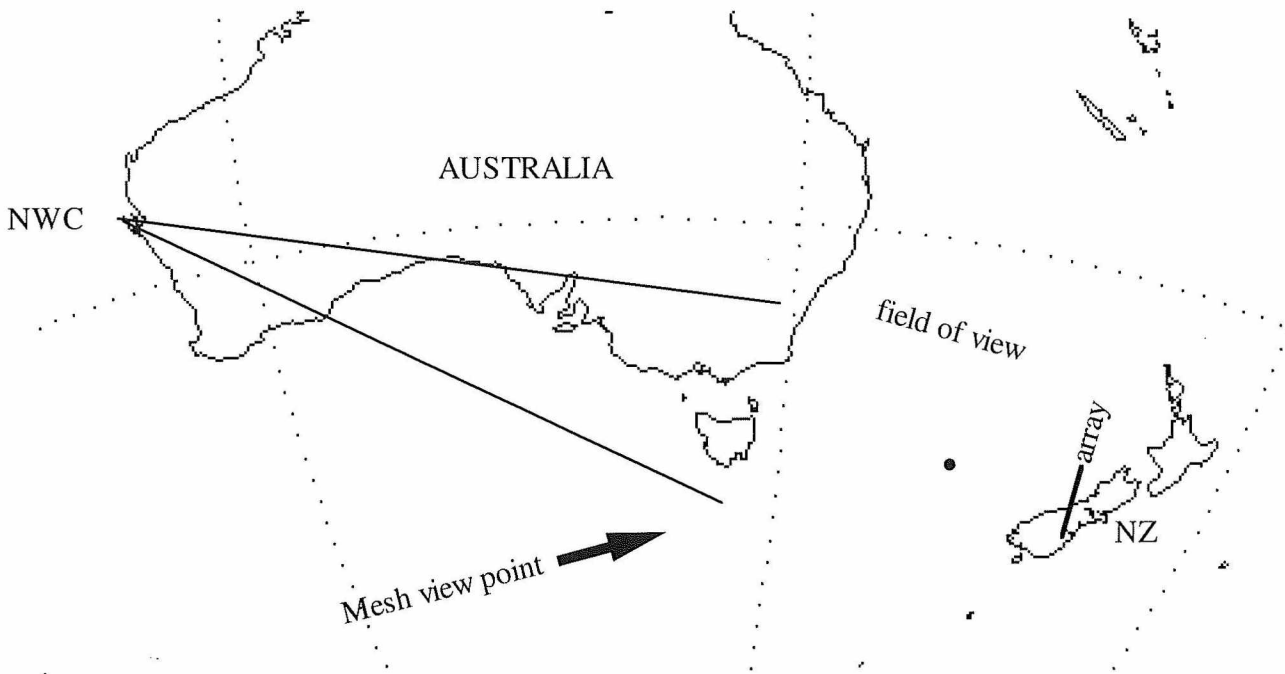 AUSTRALIA
NWC
field of view
array
NZ
Mesh view point